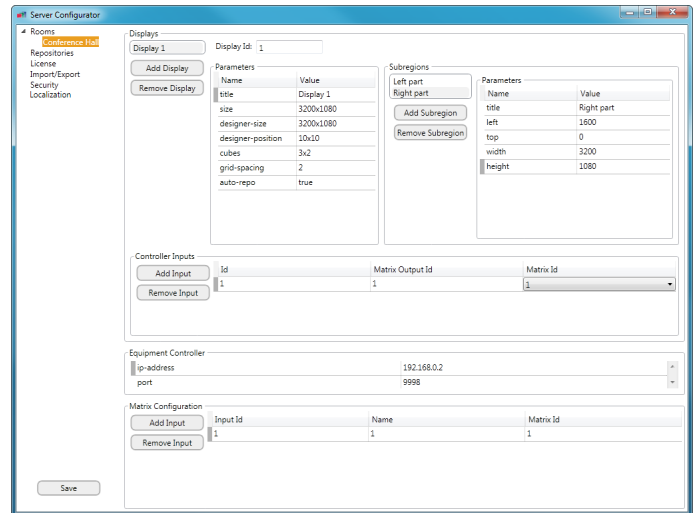 Server Configurator
Rooms
Conference Hall
Repositories
License
Import/Export
Security
Localization
Save
Displays
Display 1
Display Id: 1
Add Display
Remove Display
Parameters
Name Value
title Display 1
size 3200x1080
designer-size 3200x1080
designer-position 10x10
cubes 3x2
grid-spacing 2
auto-repo true
Subregions
Left part
Right part
Add Subregion
Remove Subregion
Parameters
Name Value
title Right part
left 1600
top 0
width 3200
height 1080
Controller Inputs
Add Input
Remove Input
Id Matrix Output Id Matrix Id
1 1 1
Equipment Controller
ip-address 192.168.0.2
port 9998
Matrix Configuration
Add Input
Remove Input
Input Id Name Matrix Id
1 1 1